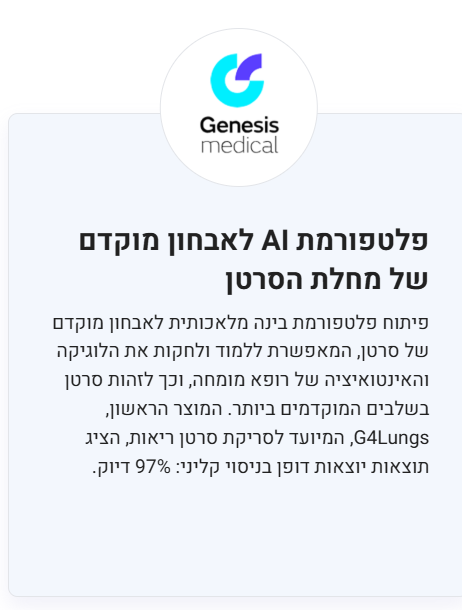 Genesis
medical
פלטפורמת AI לאבחון מוקדם
של מחלת הסרטן
פיתוח פלטפורמת בינה מלאכותית לאבחון מוקדם
של סרטן, המאפשרת ללמוד ולחקות את הלוגיקה
והאינטואיציה של רופא מומחה, וכך לזהות סרטן
בשלבים המוקדמים ביותר. המוצר הראשון,
G4Lungs, המיועד לסריקת סרטן ריאות, הציג
תוצאות יוצאות דופן בניסוי קליני: 97% דיוק.